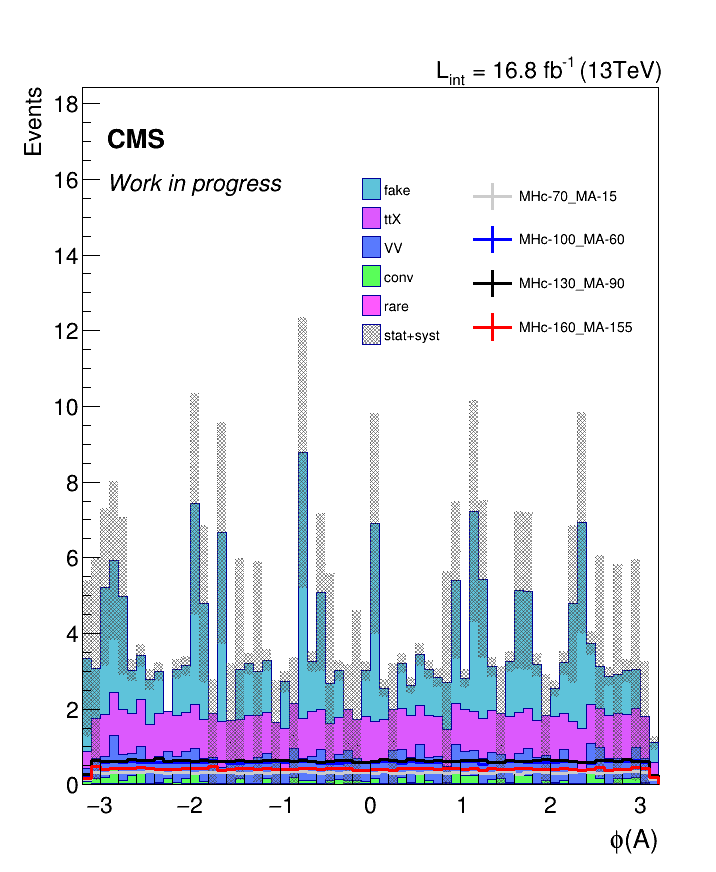 L_int = 16.8 fb^-1 (13TeV)
Events
CMS
Work in progress
fake
ttX
VV
conv
rare
stat+syst
MHc-70_MA-15
MHc-100_MA-60
MHc-130_MA-90
MHc-160_MA-155
18
16
14
12
10
8
6
4
2
0
−3 −2 −1 0 1 2 3
ϕ(A)